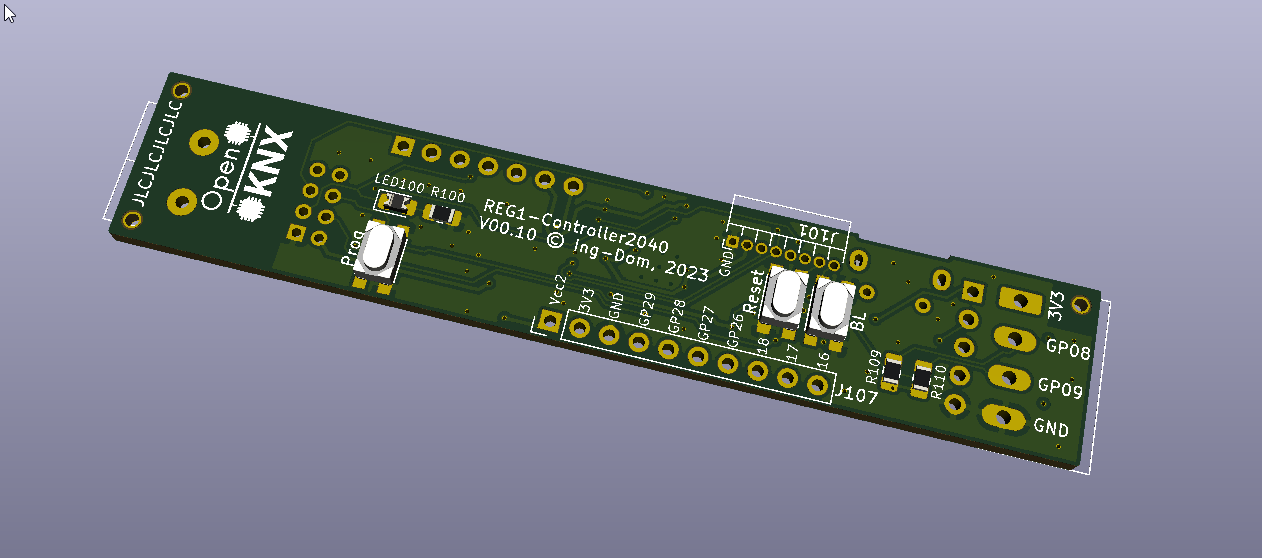 JLCJLCJLCJLC
Open
KNX
LED100 R100
Prog
REG1-Controller2040
V00.10 © Ing-Dom, 2023
J101
GND
Reset
BL
Vcc2
3V3
GND
GP29
GP28
GP27
GP26
18
17
16
J107
R109
R110
3V3
GP08
GP09
GND